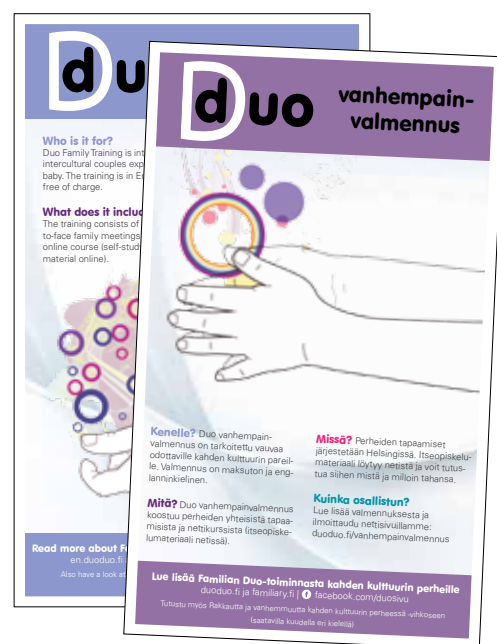 Duo
Who is it for?
Duo Family Training is
intercultural couples
baby. The training is in
free of charge.
What does it
The training consists of
to-face family meetings
online course
material online).
Read more about
en.duoduo.fi
Also have a look at
Duo
vanhempain-
valmennus
Kenelle? Duo vanhempain-
valmennus on tarkoitettu vauvaa
odottaville kahden kulttuurin pareil-
le. Valmennus on maksuton ja eng-
lanninkielinen.
Mitä? Duo vanhempainvalmennus
koostuu perheiden yhteisistä tapaa-
misista ja nettikurssista (itseopiske-
lumateriaali netissä).
Missä? Perheiden tapaamiset
järjestetään Helsingissä. Itseopiskelu-
materiaali löytyy netistä ja voit tutus-
tua siihen mistä ja milloin tahansa.
Kuinka osallistun?
Lue lisää valmennuksesta ja
ilmoittaudu nettisivuillamme:
duoduo.fi/vanhempainvalmennus
Lue lisää Familian Duo-toiminnasta kahden kulttuurin perheille
duoduo.fi ja familiary.fi | facebook.com/duosivu
Tutustu myös Rakkautta ja vanhemmuutta kahden kulttuurin perheessä -vihkoseen
(saatavilla kuudella eri kielellä)